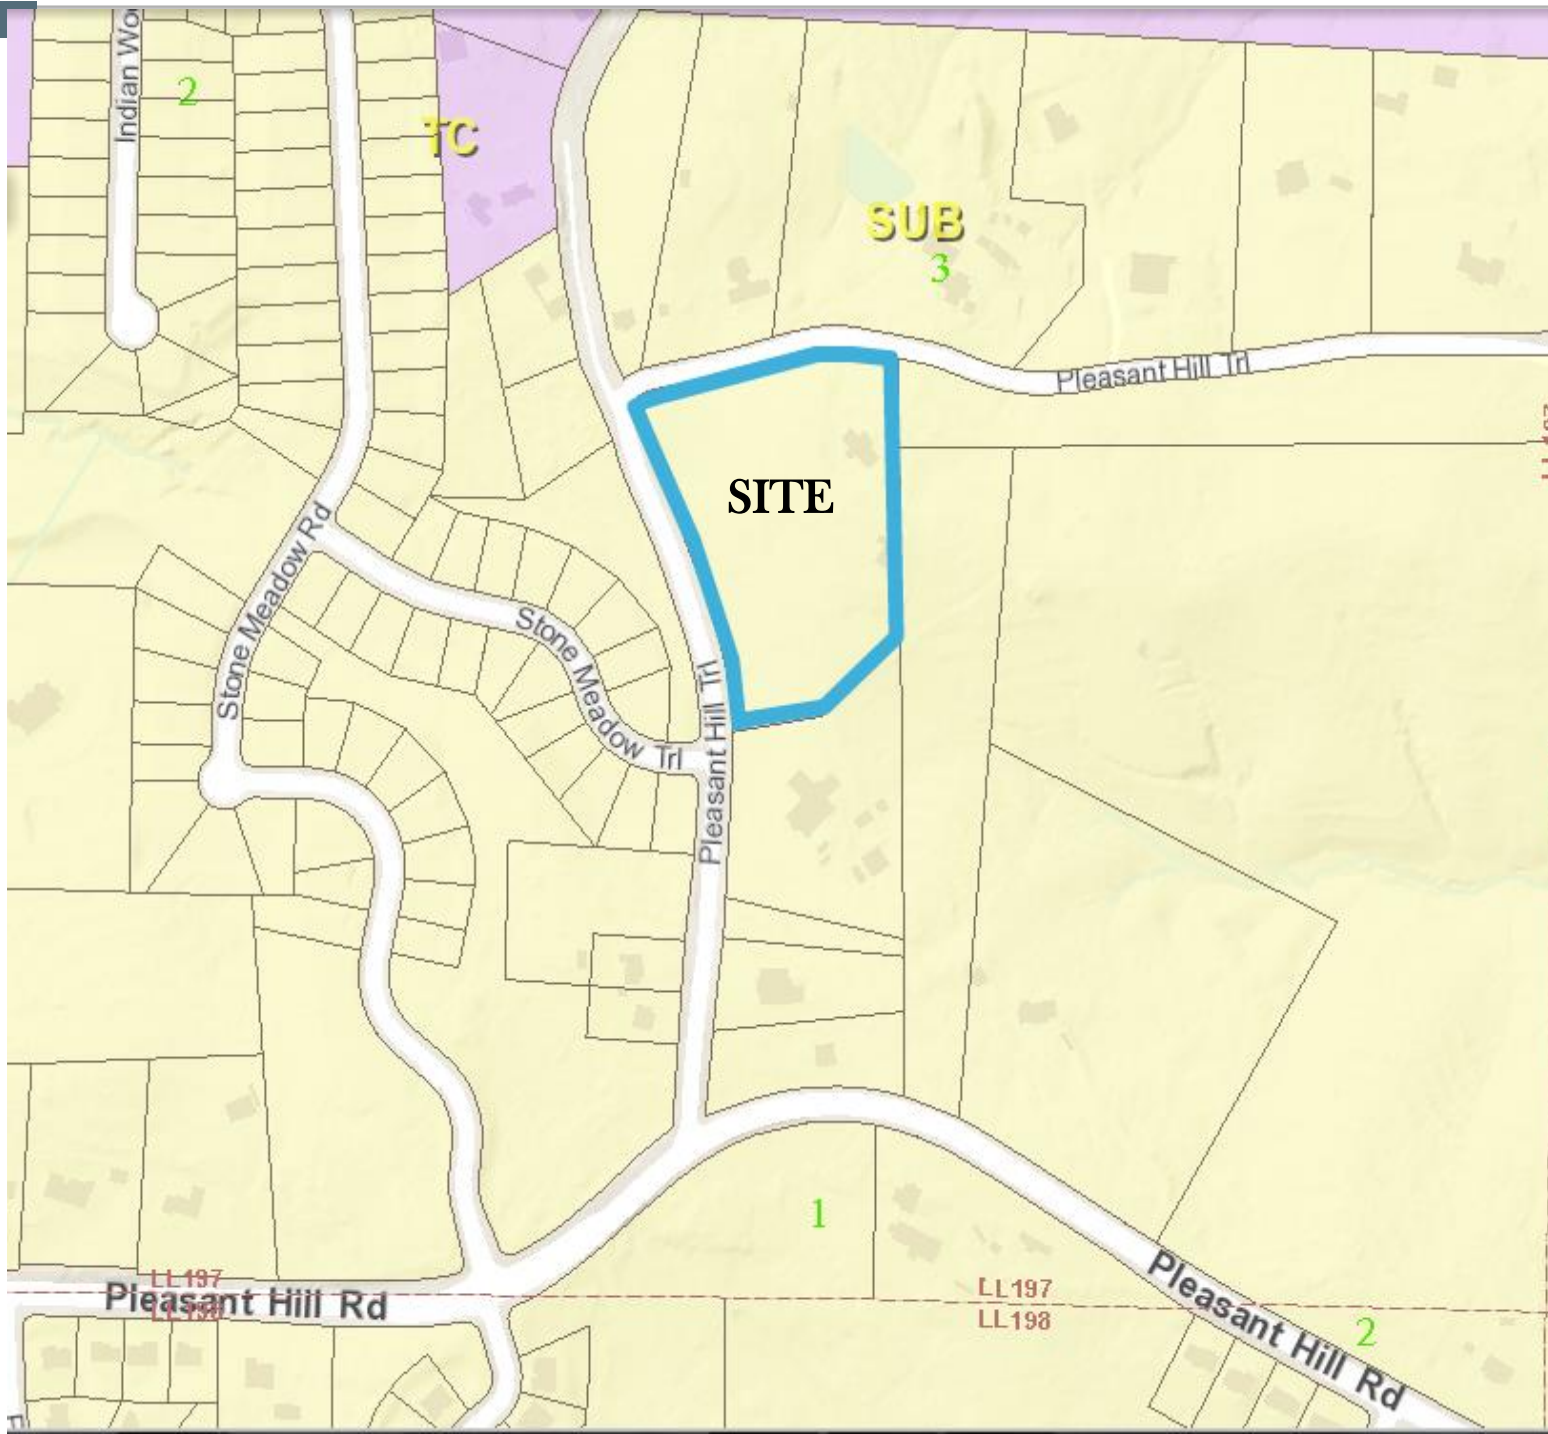 Indian Wo
2
TC
SUB
3
Pleasant Hill Trl
SITE
Stone Meadow Rd
Stone Meadow Trl
Pleasant Hill Trl
1
LL197
Pleasant Hill Rd
LL197
LL198
Pleasant Hill Rd
2